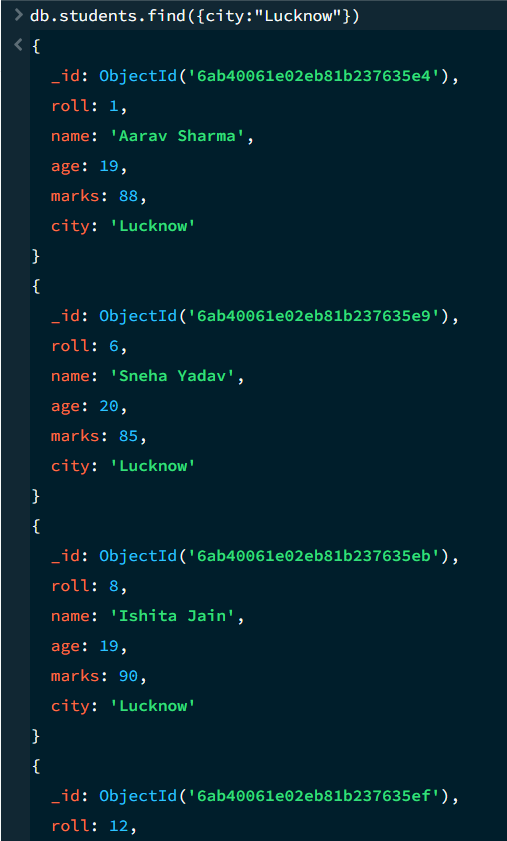 db.students.find({city:"Lucknow"})
{
_id: ObjectId('6ab40061e02eb81b237635e4'),
roll: 1,
name: 'Aarav Sharma',
age: 19,
marks: 88,
city: 'Lucknow'
}
{
_id: ObjectId('6ab40061e02eb81b237635e9'),
roll: 6,
name: 'Sneha Yadav',
age: 20,
marks: 85,
city: 'Lucknow'
}
{
_id: ObjectId('6ab40061e02eb81b237635eb'),
roll: 8,
name: 'Ishita Jain',
age: 19,
marks: 90,
city: 'Lucknow'
}
{
_id: ObjectId('6ab40061e02eb81b237635ef'),
roll: 12,